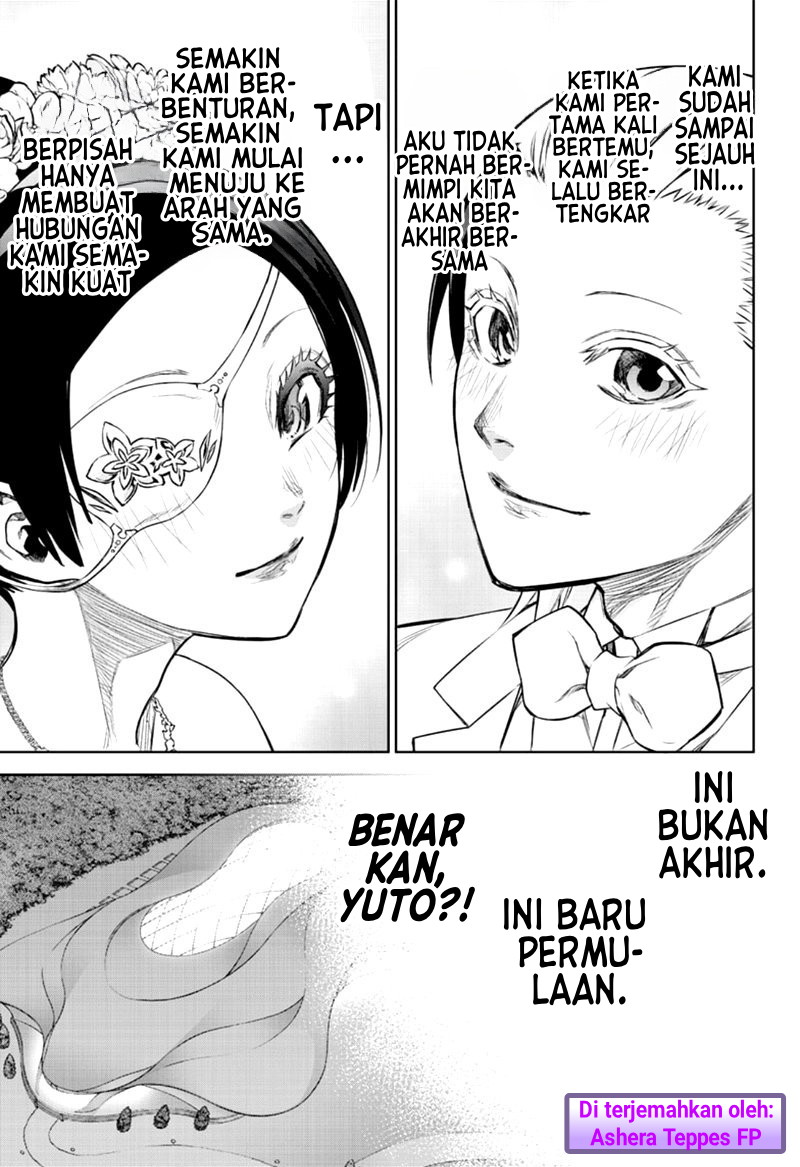 KAMI
SUDAH
SAMPAI
SEJAUH
INI...
KETIKA
KAMI PER-
TAMA KALI
BERTEMU,
KAMI SE-
LALU BER-
TENGKAR
AKU TIDAK
PERNAH BER-
MIMPI KITA
AKAN BER-
AKHIR BER-
SAMA
TAPI
...
SEMAKIN
KAMI BER-
BENTURAN,
SEMAKIN
KAMI MULAI
MENUJU KE
ARAH YANG
SAMA.
BERPISAH
HANYA
MEMBUAT
HUBUNGAN
KAMI SEMA-
KIN KUAT
INI
BUKAN
AKHIR.
INI BARU
PERMU-
LAAN.
BENAR
KAN,
YUTO?!
Di terjemahkan oleh:
Ashera Teppes FP